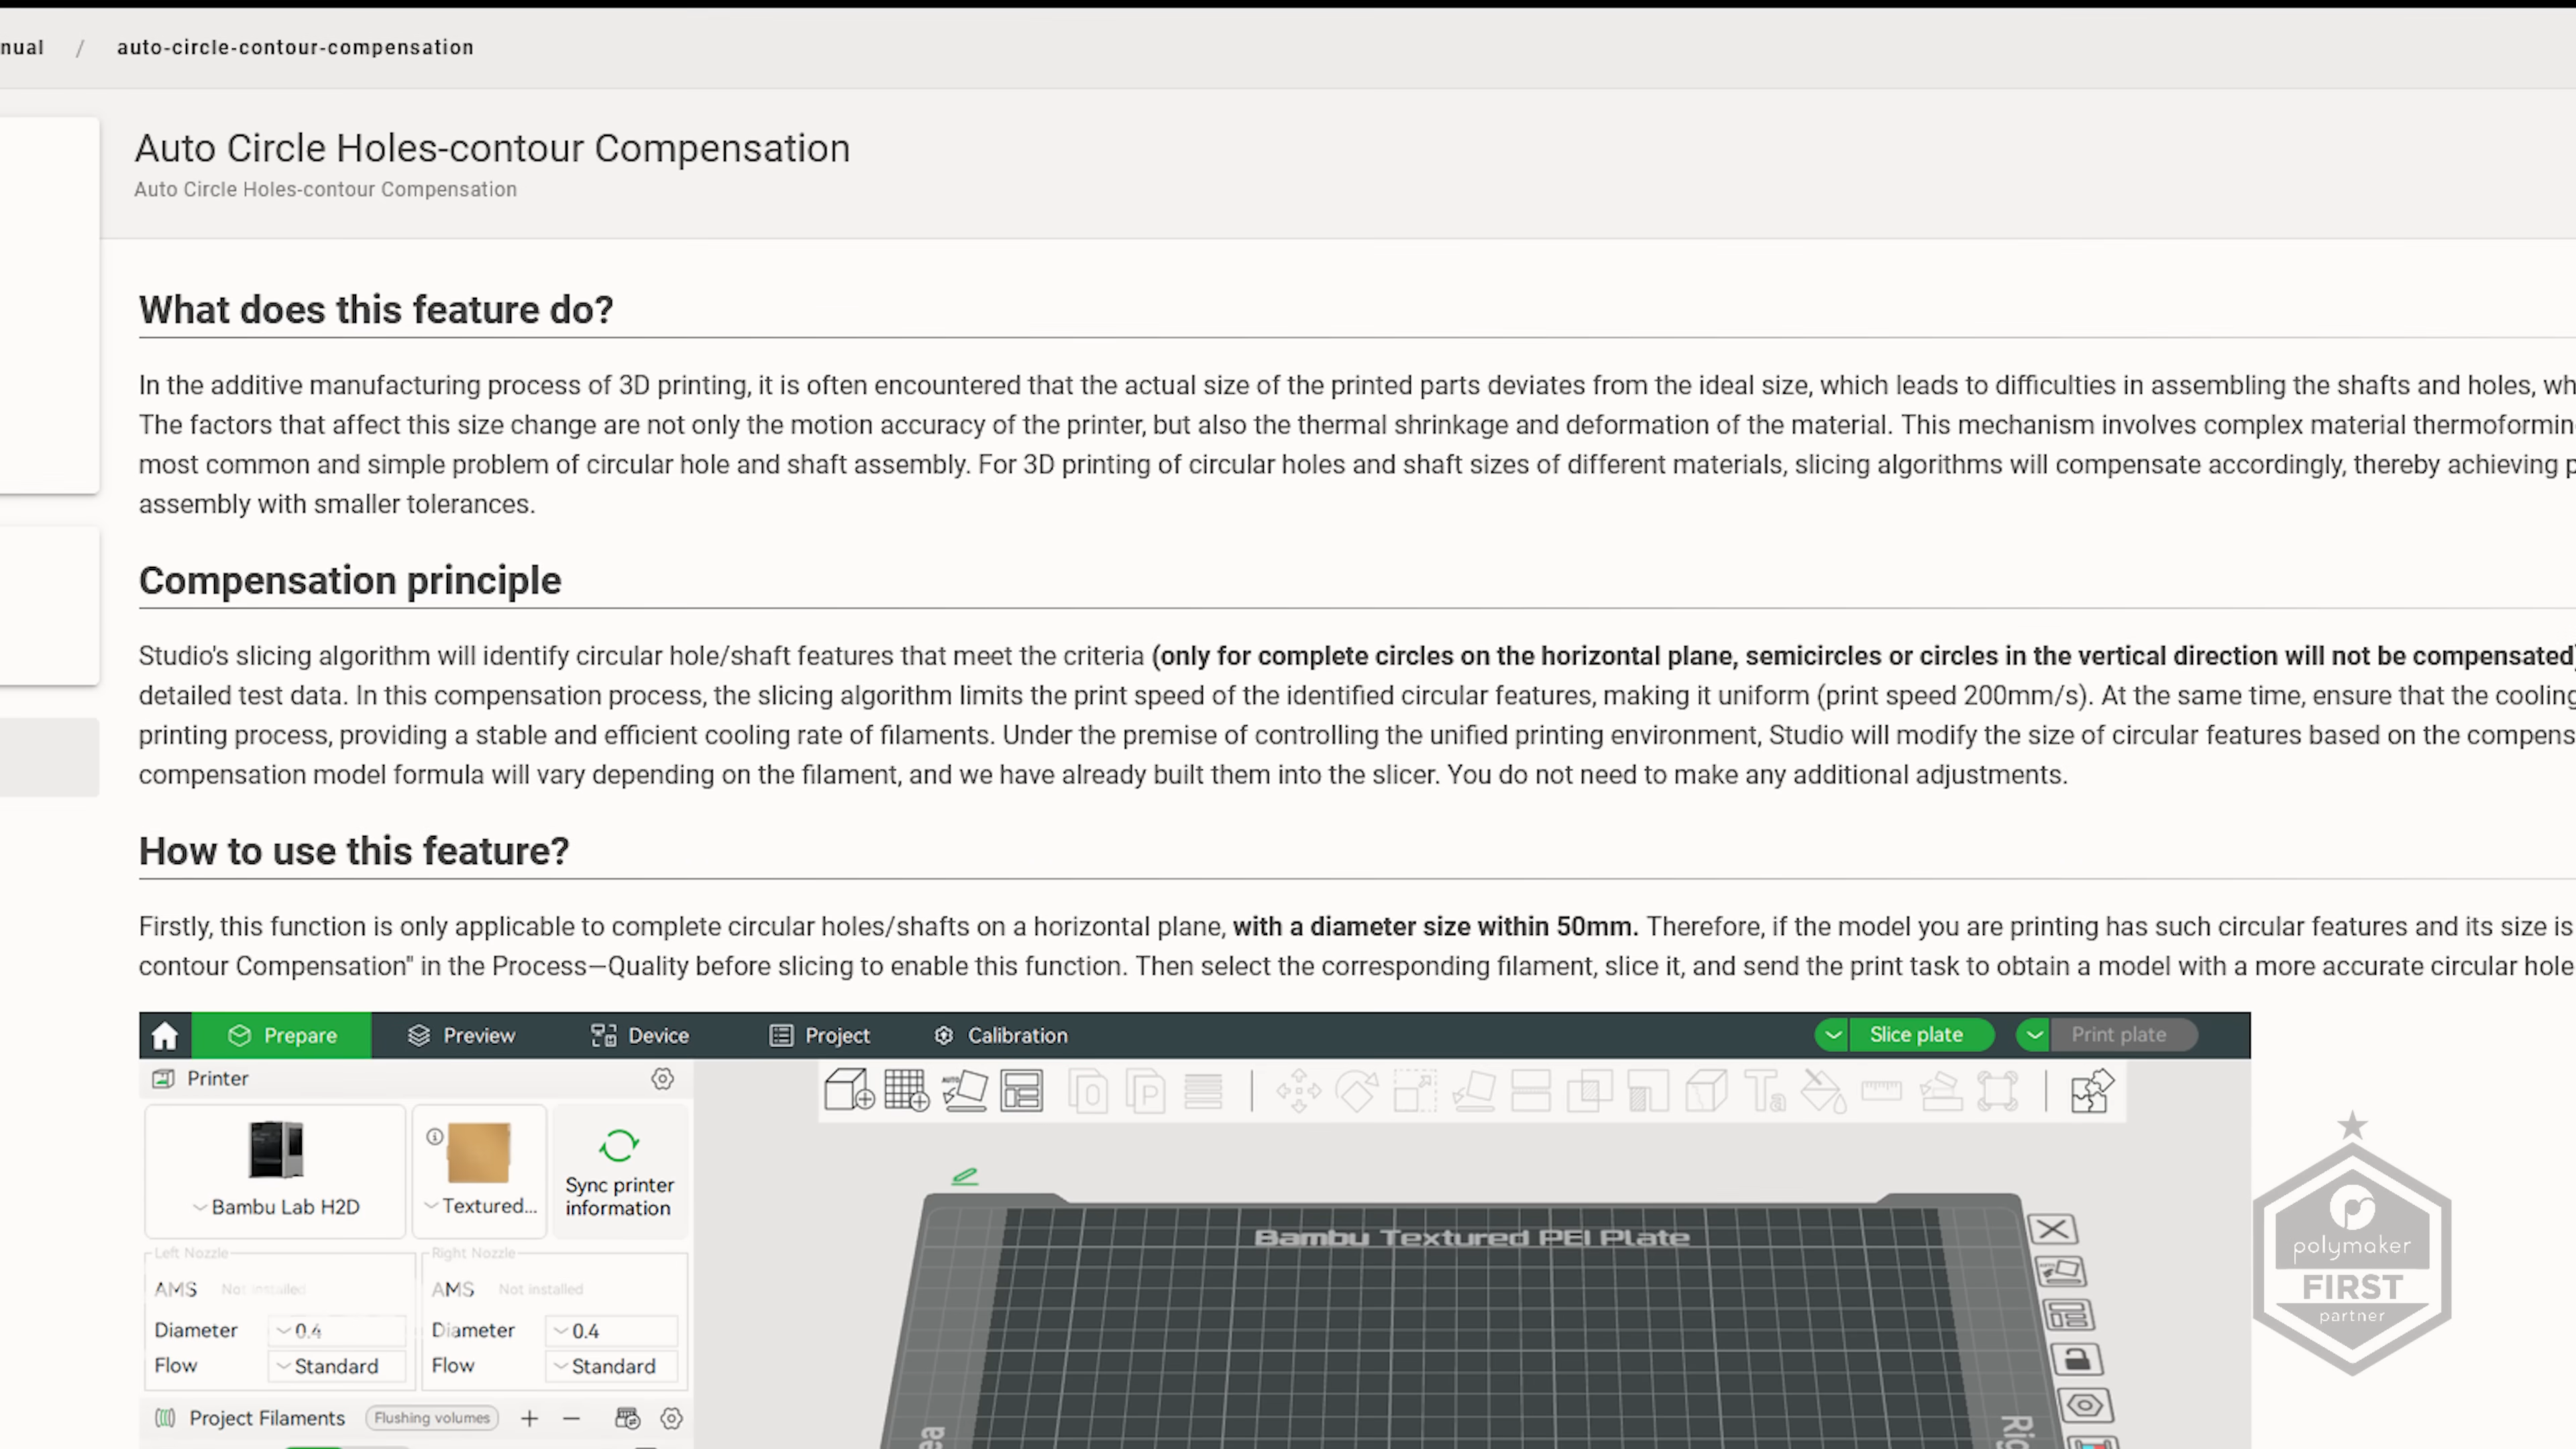 nual / auto-circle-contour-compensation
Auto Circle Holes-contour Compensation
Auto Circle Holes-contour Compensation
What does this feature do?
In the additive manufacturing process of 3D printing, it is often encountered that the actual size of the printed parts deviates from the ideal size, which leads to difficulties in assembling the shafts and holes, wh
The factors that affect this size change are not only the motion accuracy of the printer, but also the thermal shrinkage and deformation of the material. This mechanism involves complex material thermoformin
most common and simple problem of circular hole and shaft assembly. For 3D printing of circular holes and shaft sizes of different materials, slicing algorithms will compensate accordingly, thereby achieving p
assembly with smaller tolerances.
Compensation principle
Studio's slicing algorithm will identify circular hole/shaft features that meet the criteria (only for complete circles on the horizontal plane, semicircles or circles in the vertical direction will not be compensated)
detailed test data. In this compensation process, the slicing algorithm limits the print speed of the identified circular features, making it uniform (print speed 200mm/s). At the same time, ensure that the cooling
printing process, providing a stable and efficient cooling rate of filaments. Under the premise of controlling the unified printing environment, Studio will modify the size of circular features based on the compens
compensation model formula will vary depending on the filament, and we have already built them into the slicer. You do not need to make any additional adjustments.
How to use this feature?
Firstly, this function is only applicable to complete circular holes/shafts on a horizontal plane, with a diameter size within 50mm. Therefore, if the model you are printing has such circular features and its size is
contour Compensation" in the Process—Quality before slicing to enable this function. Then select the corresponding filament, slice it, and send the print task to obtain a model with a more accurate circular hole
Prepare Preview Device Project Calibration Slice plate Print plate
Printer
AUTO
Bambu Lab H2D Textured... Sync printer
information
Left Nozzle Right Nozzle
AMS Not installed AMS Not installed
Diameter 0.4 Diameter 0.4
Flow Standard Flow Standard
Project Filaments Flushing volumes
Bambu Textured PEI Plate
ea
Rig
polymaker
FIRST
partner